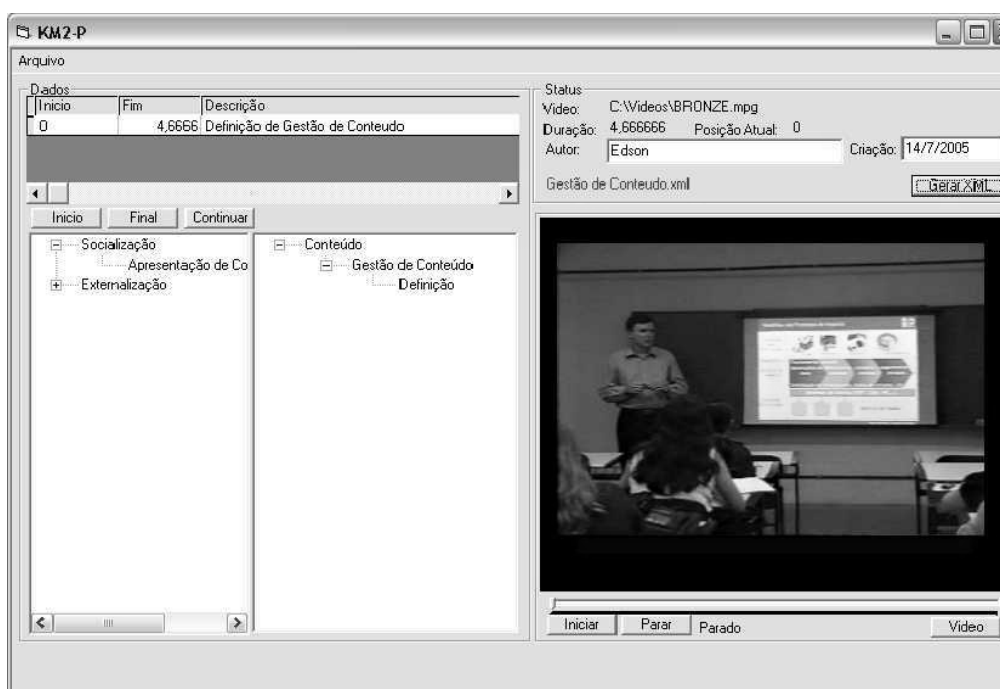 KM2-P
Arquivo
Dados
Inicio Fim Descrição
0 4,6666 Definição de Gestão de Conteudo
Inicio Final Continuar
Socialização
Apresentação de Co
Externalização
Conteúdo
Gestão de Conteúdo
Definição
Status
Video: C:\Videos\BRONZE.mpg
Duração: 4,666666 Posição Atual: 0
Autor: Edson Criação: 14/7/2005
Gestão de Conteudo.xml Gerar XML
Iniciar Parar Parado Video